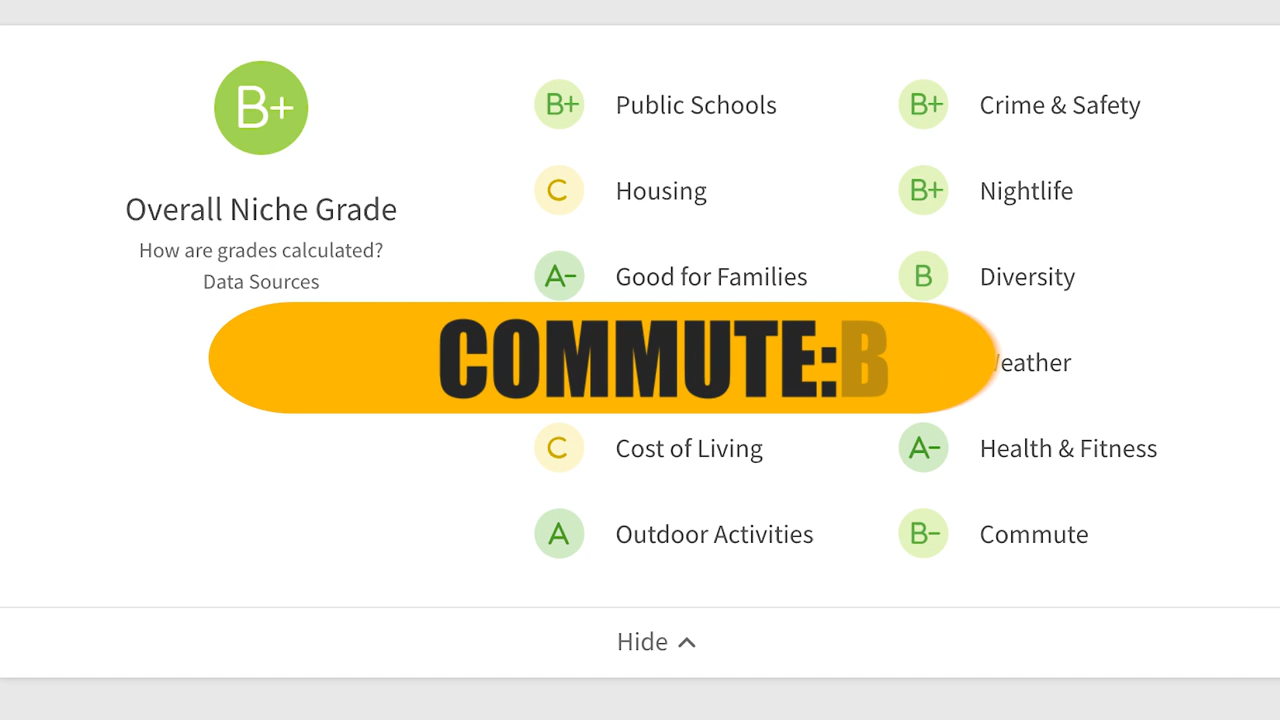 B+
Overall Niche Grade
How are grades calculated?
Data Sources
B+ Public Schools
C Housing
A- Good for Families
B+ Crime & Safety
B+ Nightlife
B Diversity
COMMUTE:B
eather
C Cost of Living
A Outdoor Activities
A- Health & Fitness
B- Commute
Hide